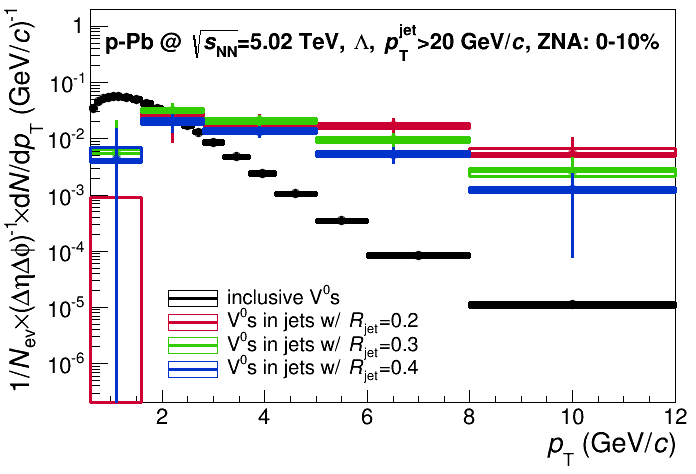 p-Pb @ √sNN=5.02 TeV, Λ, pTjet>20 GeV/c, ZNA: 0-10%
1/Nev×(ΔηΔϕ)-1×dN/dpT (GeV/c)-1
1
10-1
10-2
10-3
10-4
10-5
10-6
inclusive V0s
V0s in jets w/ Rjet=0.2
V0s in jets w/ Rjet=0.3
V0s in jets w/ Rjet=0.4
2 4 6 8 10 12
pT (GeV/c)